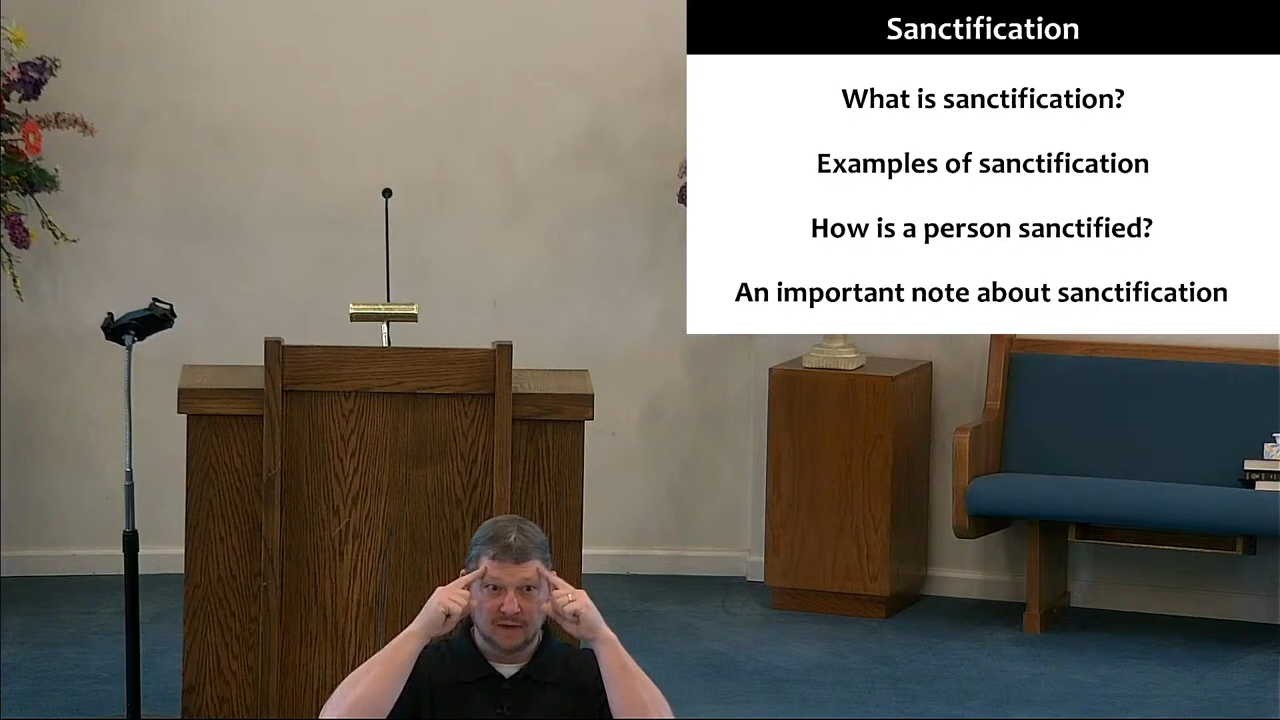 Sanctification
What is sanctification?
Examples of sanctification
How is a person sanctified?
An important note about sanctification